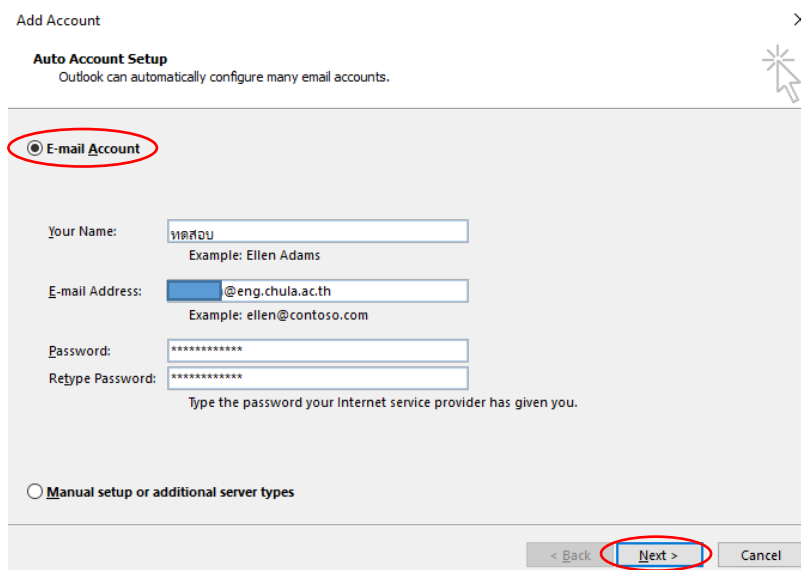 Add Account
Auto Account Setup
Outlook can automatically configure many email accounts.
E-mail Account
Your Name:
ทดสอบ
Example: Ellen Adams
E-mail Address:
@eng.chula.ac.th
Example: ellen@contoso.com
Password:
************
Retype Password:
************
Type the password your Internet service provider has given you.
Manual setup or additional server types
< Back
Next >
Cancel